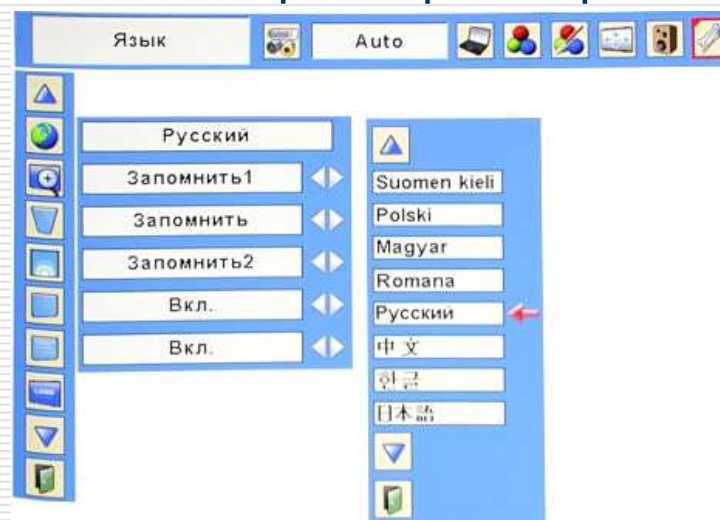 Язык
Auto
Русский
Запомнить1
Запомнить
Запомнить2
Вкл.
Вкл.
Suomen kieli
Polski
Magyar
Romana
Русский
中文
한글
日本語